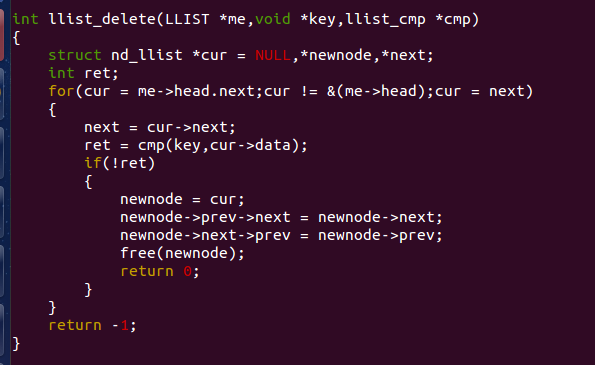 int llist_delete(LLIST *me,void *key,llist_cmp *cmp)
{
    struct nd_llist *cur = NULL,*newnode,*next;
    int ret;
    for(cur = me->head.next;cur != &(me->head);cur = next)
    {
        next = cur->next;
        ret = cmp(key,cur->data);
        if(!ret)
        {
            newnode = cur;
            newnode->prev->next = newnode->next;
            newnode->next->prev = newnode->prev;
            free(newnode);
            return 0;
        }
    }
    return -1;
}